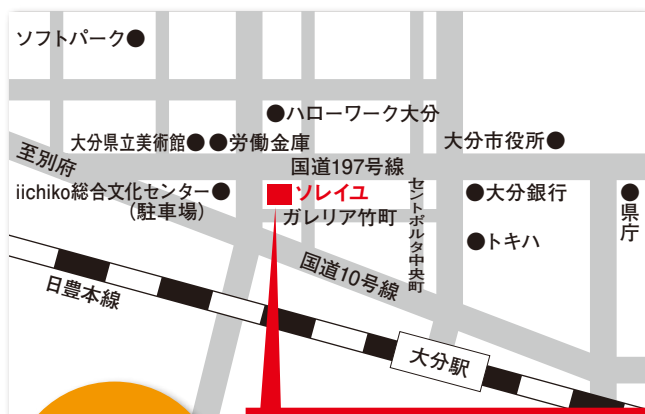 ソフトパーク
ハローワーク大分
大分県立美術館
労働金庫
大分市役所
至別府
国道197号線
iichiko総合文化センター
(駐車場)
ソレイユ
ガレリア竹町
セントポルタ中央町
大分銀行
県庁
トキハ
国道10号線
日豊本線
大分駅